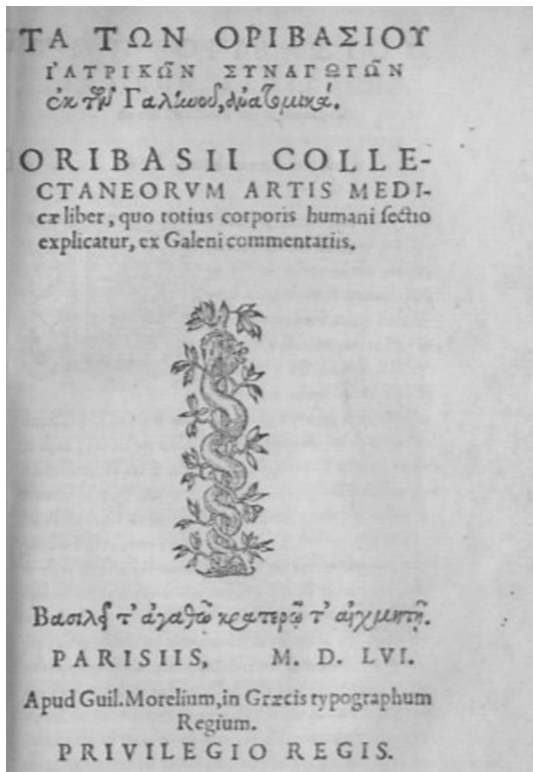 ΤΑ ΤΩΝ ΟΡΙΒΑΣΙΟΥ
ἸΑΤΡΙΚΩ͂Ν ΣΥΝΑΓΩΓΩ͂Ν
ἐκ τῶν Γαληνοῦ, ἀνατομικά.
ORIBASII COLLE-
CTANEORVM ARTIS MEDI-
cæ liber, quo totius corporis humani ſectio
explicatur, ex Galeni commentariis.
Βασιλεῖ τ' ἀγαθῷ κρατερῷ τ' αἰχμητῇ.
PARISIIS, M. D. LVI.
Apud Guil. Morelium, in Græcis typographum
Regium.
PRIVILEGIO REGIS.